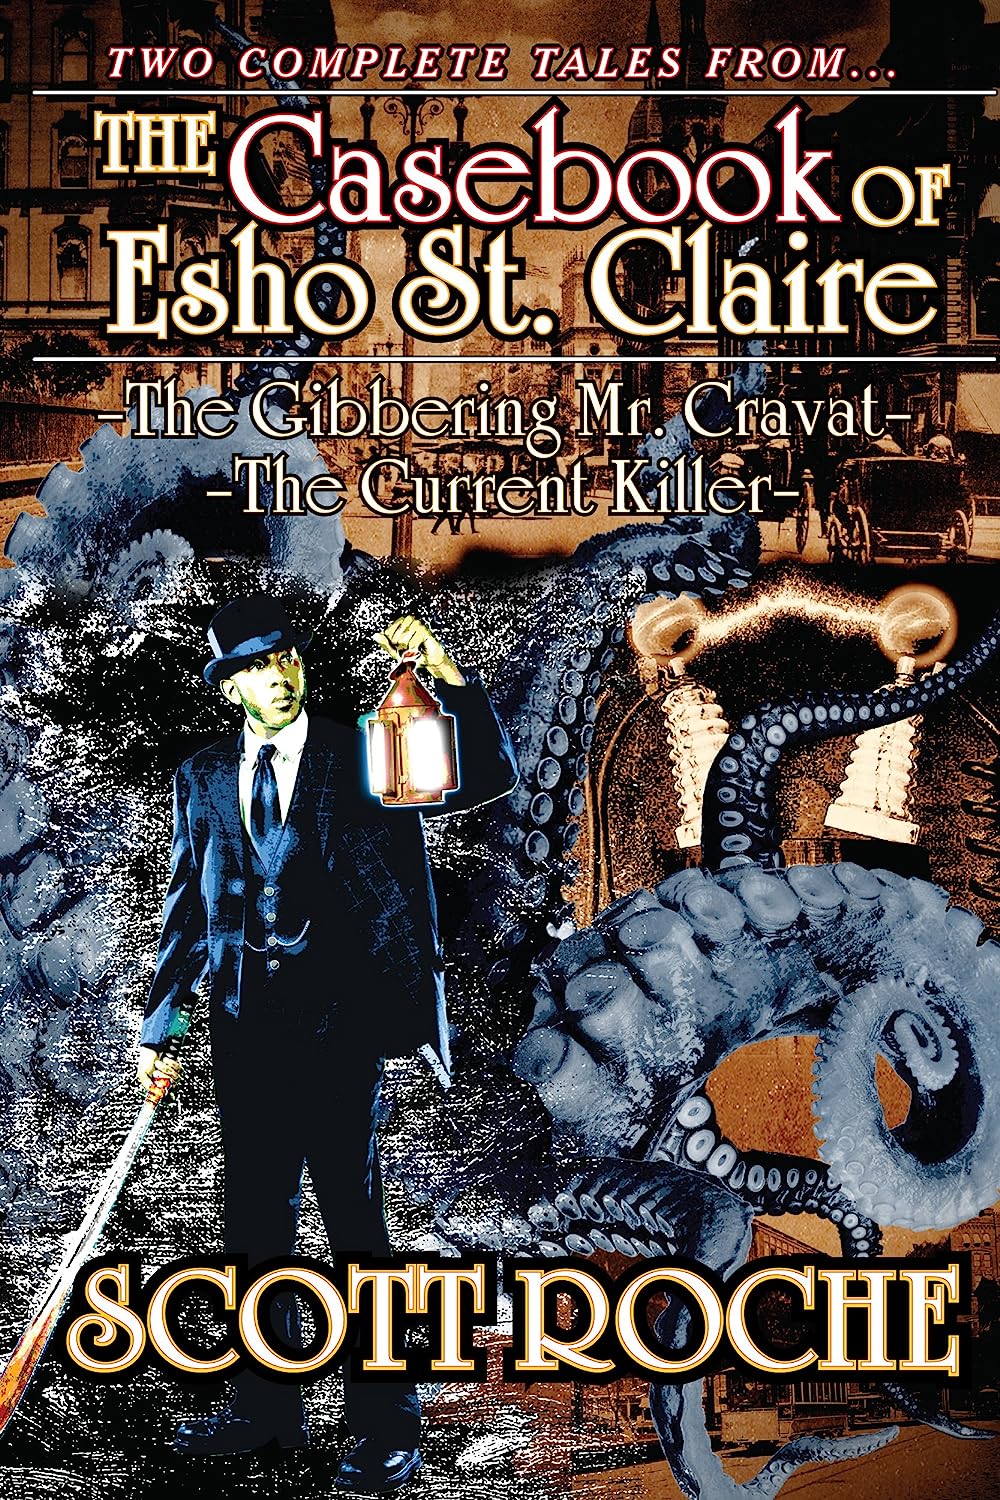 TWO COMPLETE TALES FROM...
THE Casebook OF
Esho St. Claire
-The Gibbering Mr. Cravat-
-The Current Killer-
SCOTT ROCHE